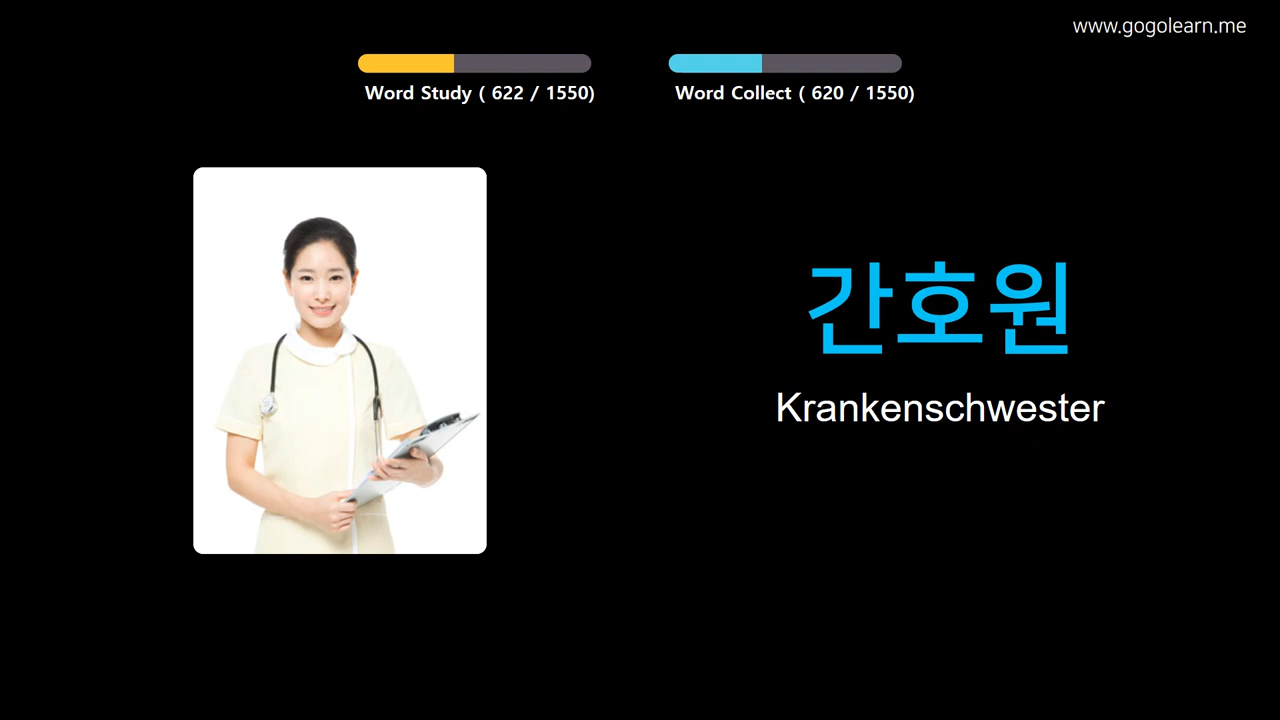 www.gogolearn.me
Word Study ( 622 / 1550)
Word Collect ( 620 / 1550)
간호원
Krankenschwester